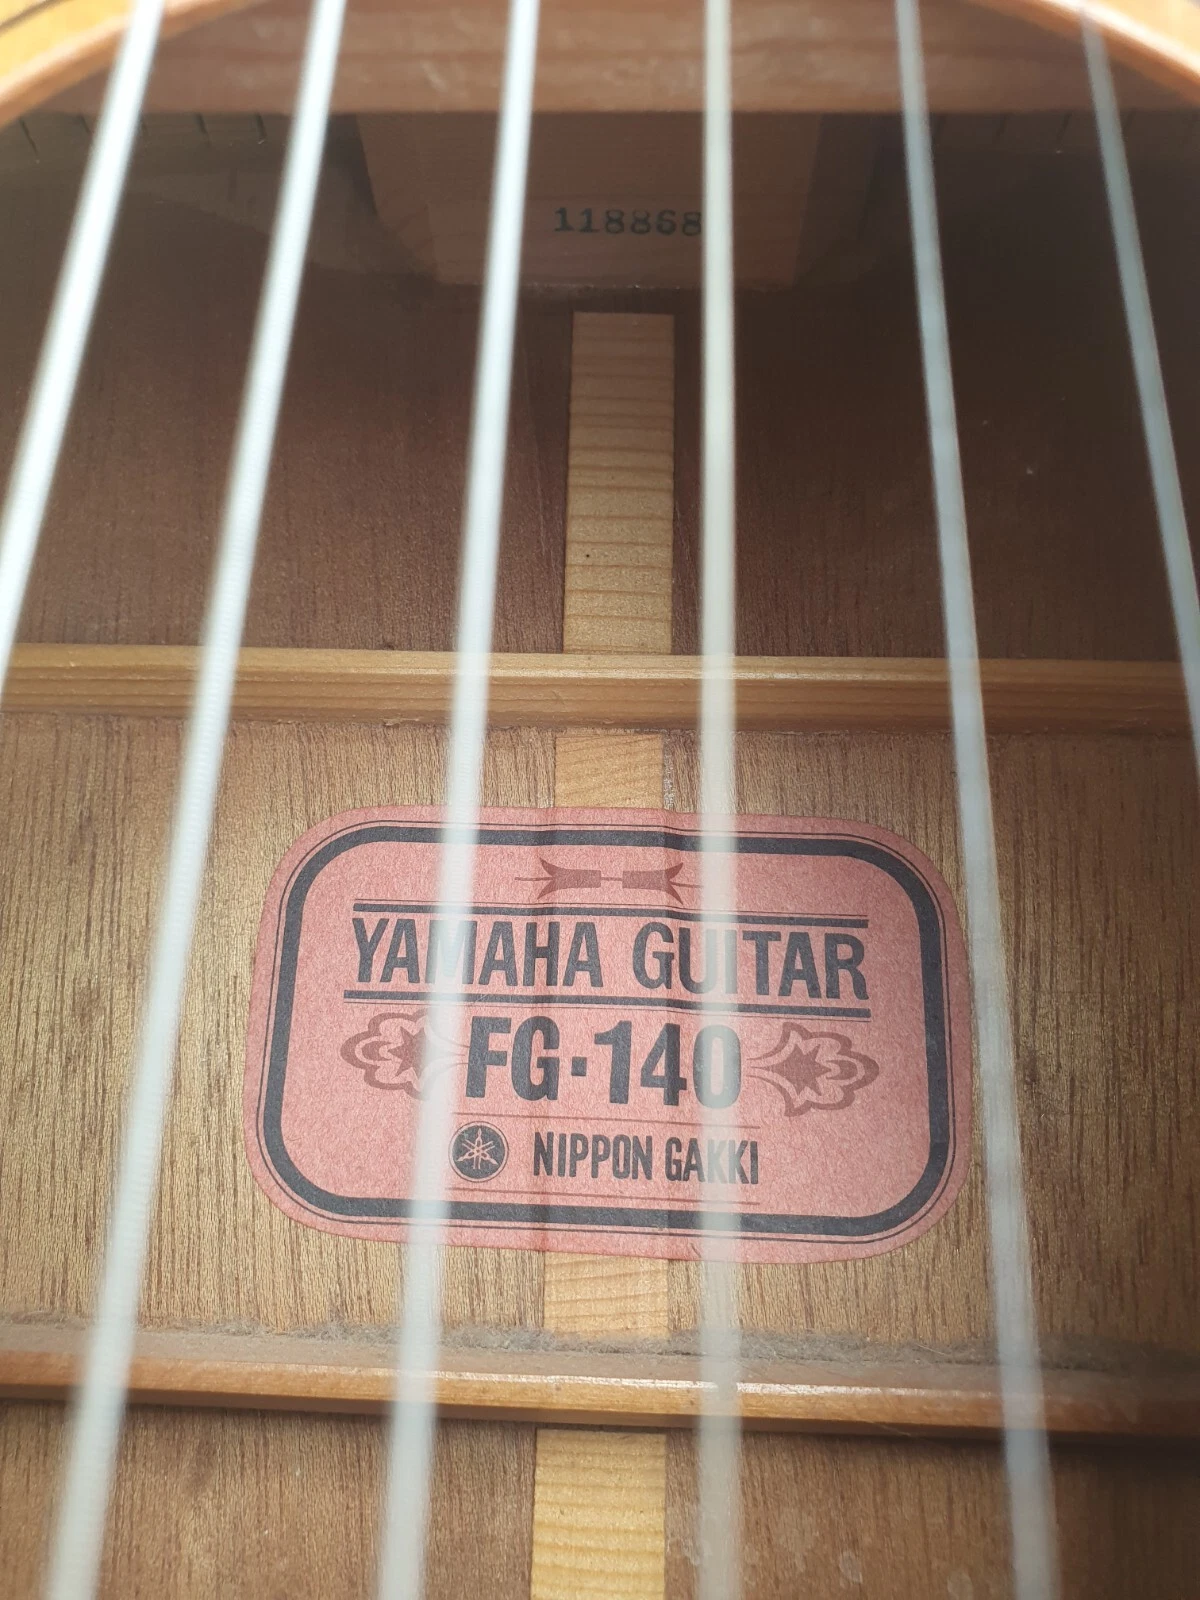 118868
YAMAHA GUITAR
FG·140
NIPPON GAKKI